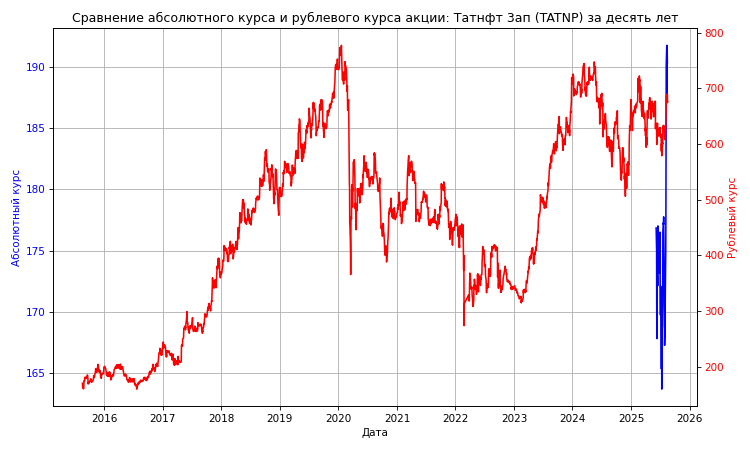 Сравнение абсолютного курса и рублевого курса акции: Татнфт 3ап (TATNP) за десять лет
Абсолютный курс
190
185
180
175
170
165
800
700
600
500
400
300
200
Рублевый курс
2016 2017 2018 2019 2020 2021 2022 2023 2024 2025 2026
Дата